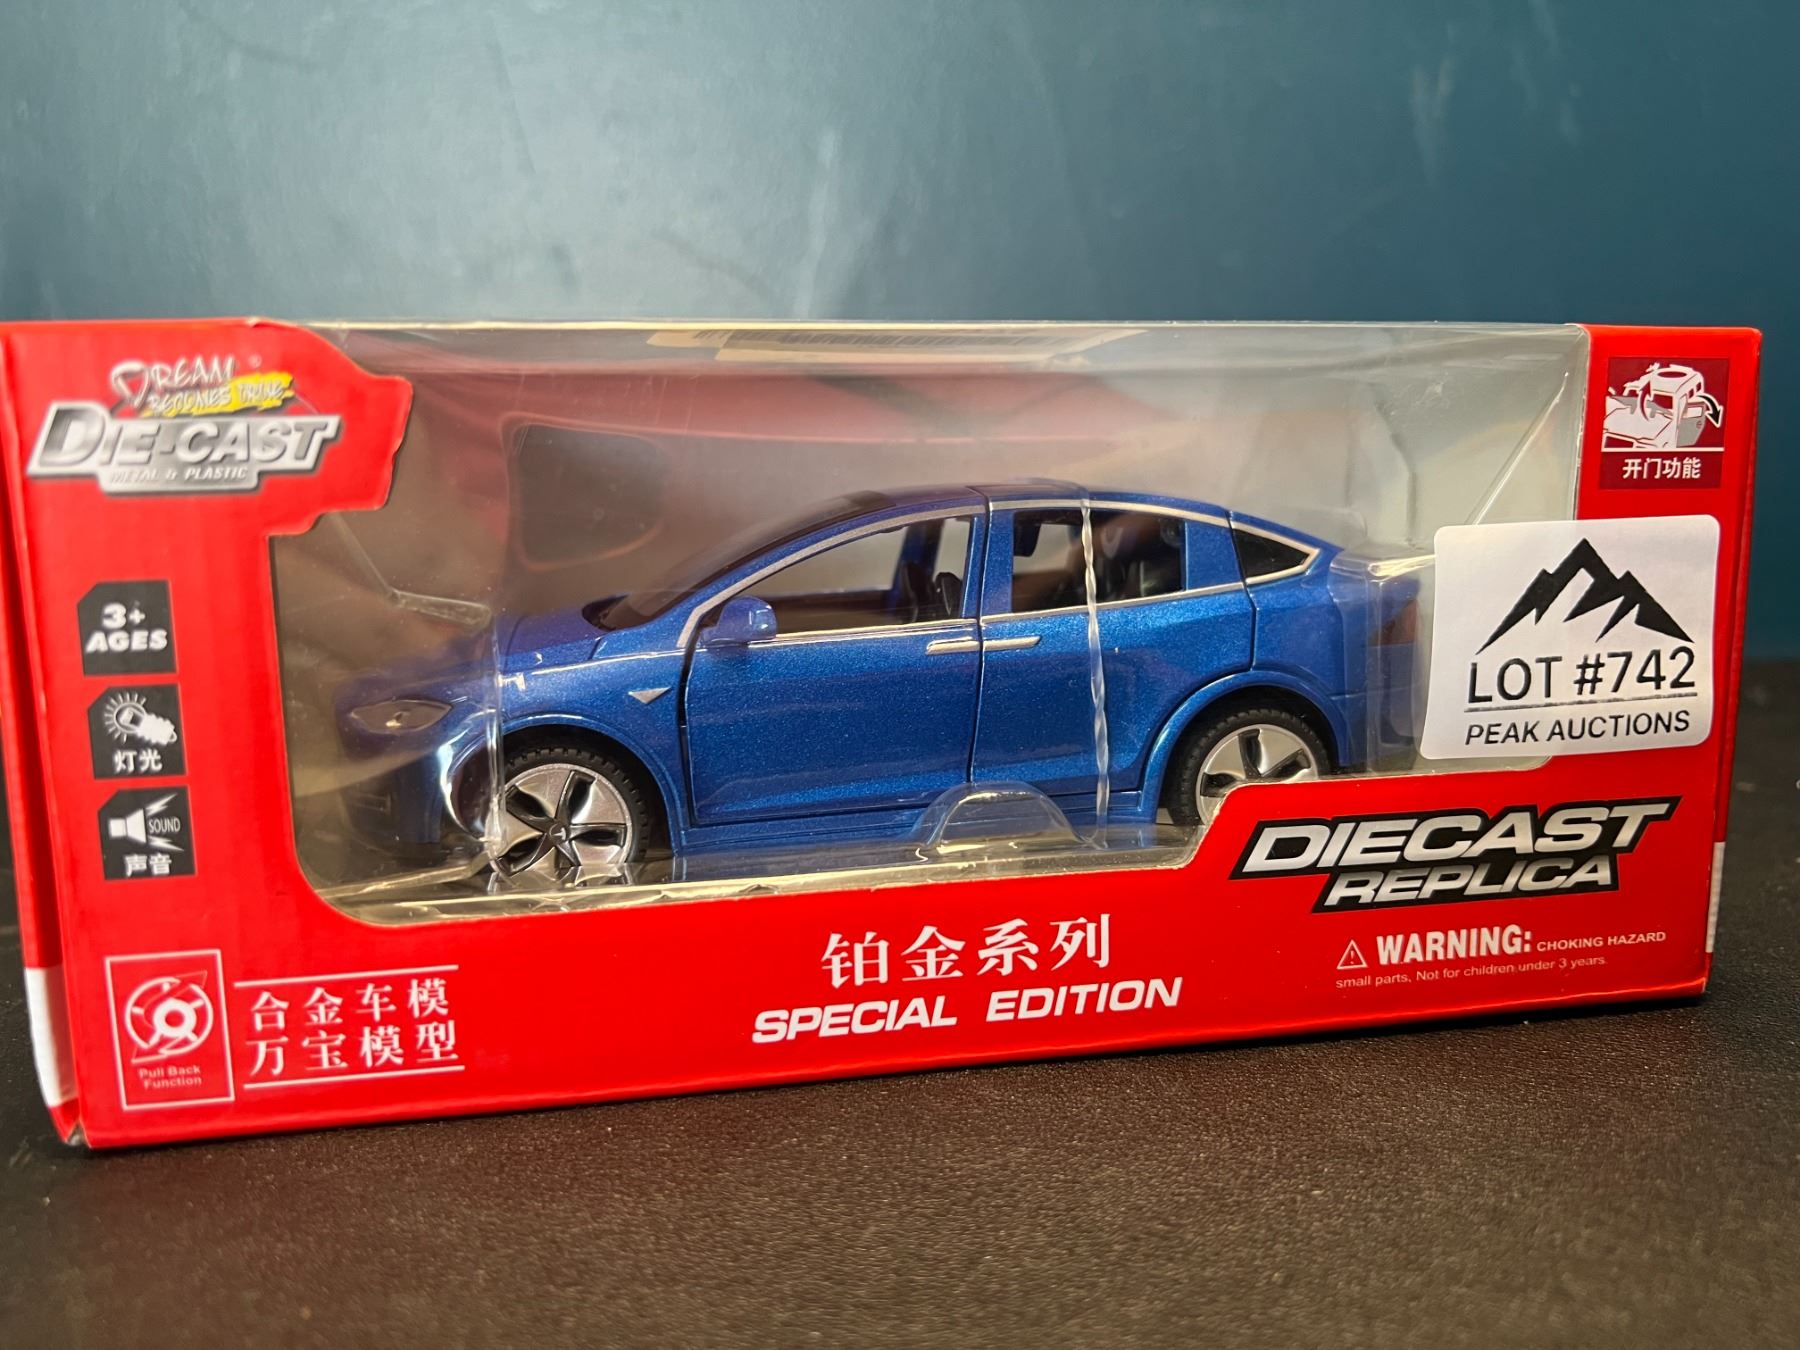 DREAM
BECOMES TRUE
DIE-CAST
METAL & PLASTIC
3+
AGES
灯光
SOUND
声音
Pull Back
Function
合金车模
万宝模型
铂金系列
SPECIAL EDITION
开门功能
LOT #742
PEAK AUCTIONS
DIECAST
REPLICA
WARNING: CHOKING HAZARD
small parts, Not for children under 3 years.